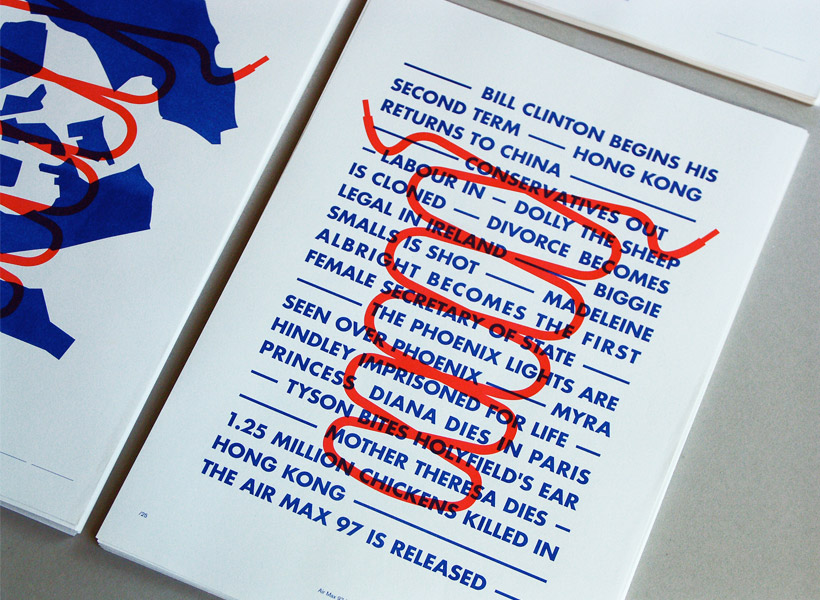 ——— BILL CLINTON BEGINS HIS
SECOND TERM —— HONG KONG
RETURNS TO CHINA ————
———— CONSERVATIVES OUT
— LABOUR IN — DOLLY THE SHEEP
IS CLONED — DIVORCE BECOMES
LEGAL IN IRELAND ——— BIGGIE
SMALLS IS SHOT —— MADELEINE
ALBRIGHT BECOMES THE FIRST
FEMALE SECRETARY OF STATE ——
—— THE PHOENIX LIGHTS ARE
SEEN OVER PHOENIX —— MYRA
HINDLEY IMPRISONED FOR LIFE —
PRINCESS DIANA DIES IN PARIS
— TYSON BITES HOLYFIELD'S EAR
——— MOTHER THERESA DIES —
1.25 MILLION CHICKENS KILLED IN
HONG KONG ————————
THE AIR MAX 97 IS RELEASED —
/25
Air Max 97